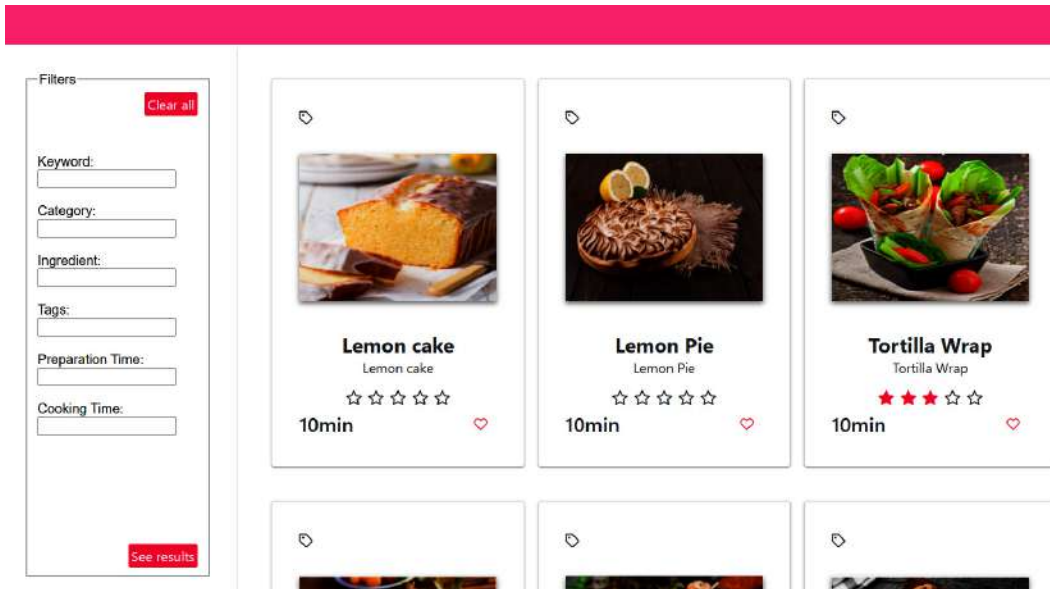 Filters
Clear all
Keyword:
Category:
Ingredient:
Tags:
Preparation Time:
Cooking Time:
See results
Lemon cake
Lemon cake
10min
Lemon Pie
Lemon Pie
10min
Tortilla Wrap
Tortilla Wrap
10min